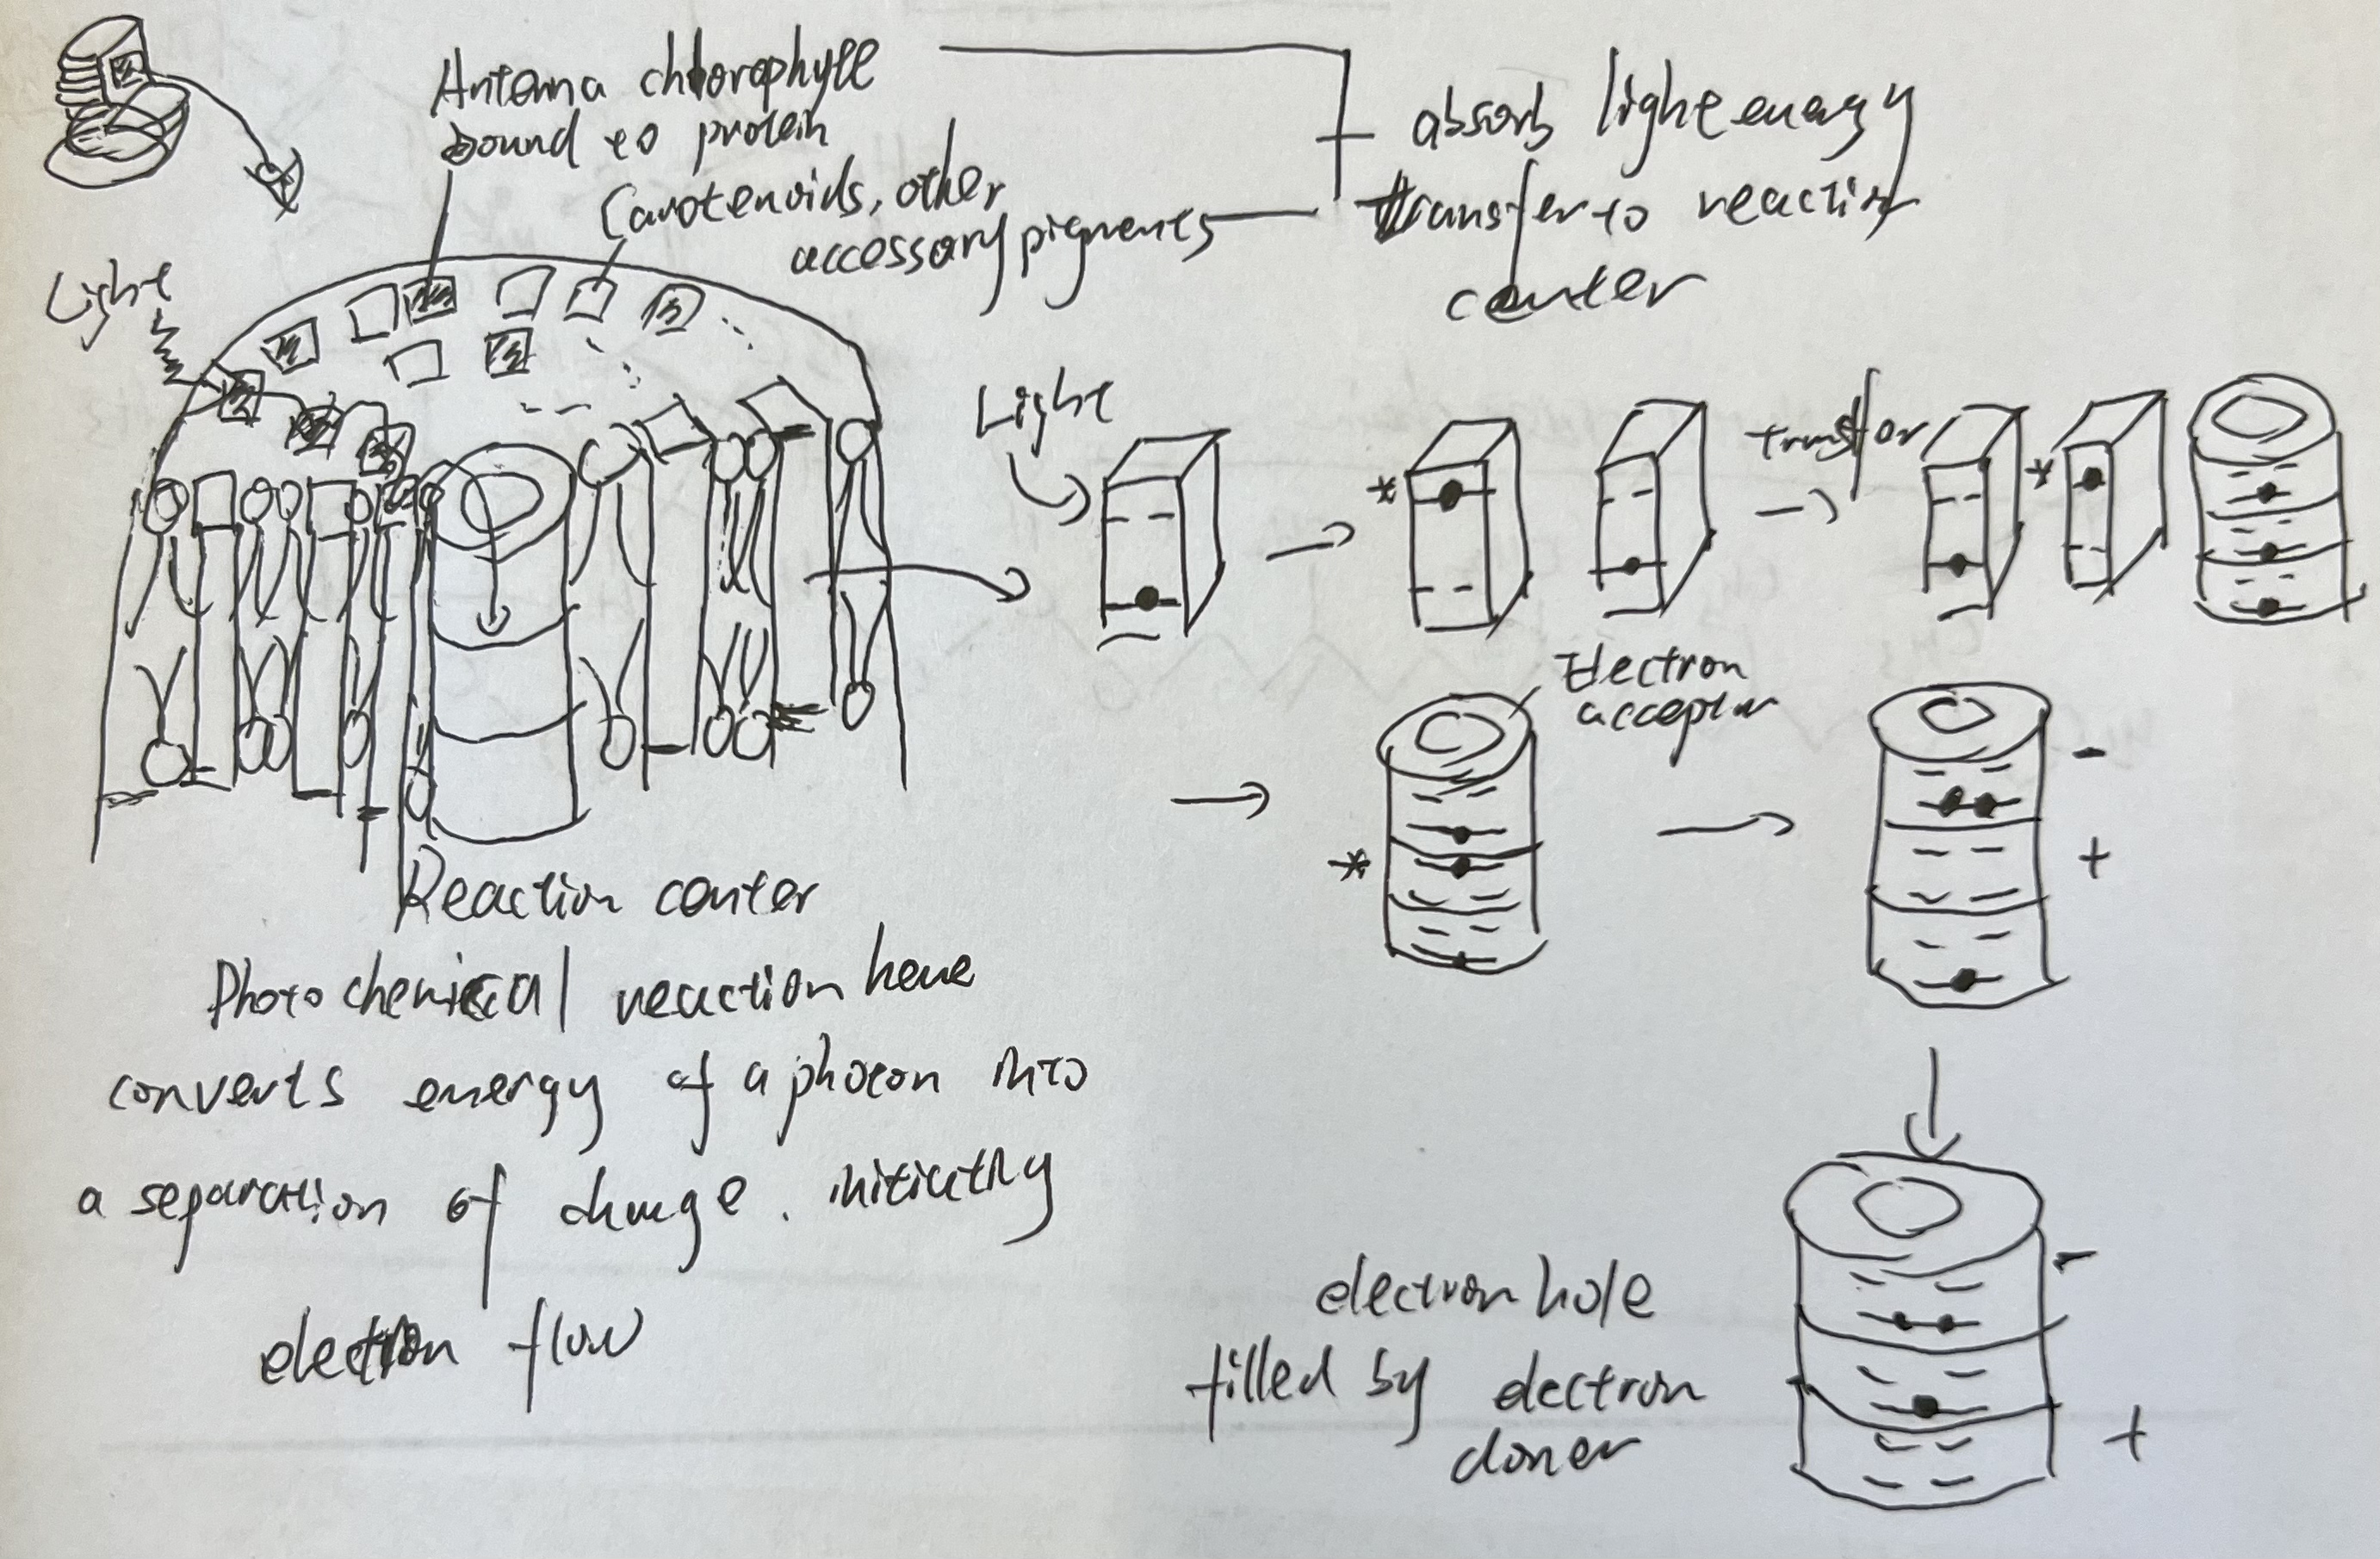 Antenna chlorophyll
bound to protein
Carotenoids, other
accessory pigments
absorb light energy
transfer to reaction
center
Light
Light
transfer
Electron
acceptor
Reaction center
Photochemical reaction here
converts energy of a photon into
a separation of charge. initiating
electron flow
electron hole
filled by electron
doner
*
*
*
-
+
-
+